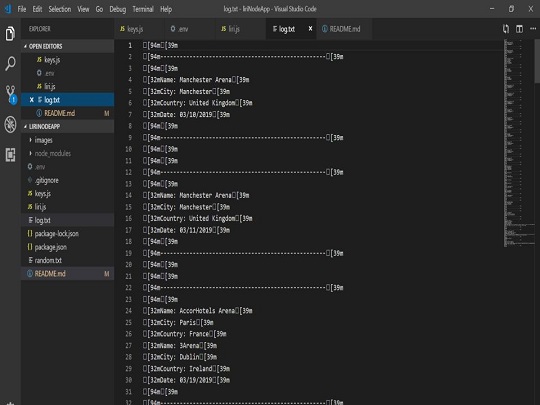 File Edit Selection View Go Debug Terminal Help
log.txt - liriNodeApp - Visual Studio Code
EXPLORER
OPEN EDITORS
JS keys.js
.env
JS liri.js
log.txt
README.md M
LIRINODEAPP
images
node_modules
.env
.gitignore
JS keys.js
JS liri.js
log.txt
{} package-lock.json
{} package.json
random.txt
README.md M
1
JS keys.js .env JS liri.js log.txt README.md
1 [94m[39m
2 [94m--------------------------------------------------[39m
3 [94m[39m
4 [32mName: Manchester Arena[39m
5 [32mCity: Manchester[39m
6 [32mCountry: United Kingdom[39m
7 [32mDate: 03/10/2019[39m
8 [94m[39m
9 [94m--------------------------------------------------[39m
10 [94m[39m
11 [94m[39m
12 [94m--------------------------------------------------[39m
13 [94m[39m
14 [32mName: Manchester Arena[39m
15 [32mCity: Manchester[39m
16 [32mCountry: United Kingdom[39m
17 [32mDate: 03/11/2019[39m
18 [94m[39m
19 [94m--------------------------------------------------[39m
20 [94m[39m
21 [94m[39m
22 [94m--------------------------------------------------[39m
23 [94m[39m
24 [32mName: AccorHotels Arena[39m
25 [32mCity: Paris[39m
26 [32mCountry: France[39m
27 [32mName: 3Arena[39m
28 [32mCity: Dublin[39m
29 [32mCountry: Ireland[39m
30 [32mDate: 03/19/2019[39m
31 [94m[39m
32 [94m--------------------------------------------------[39m